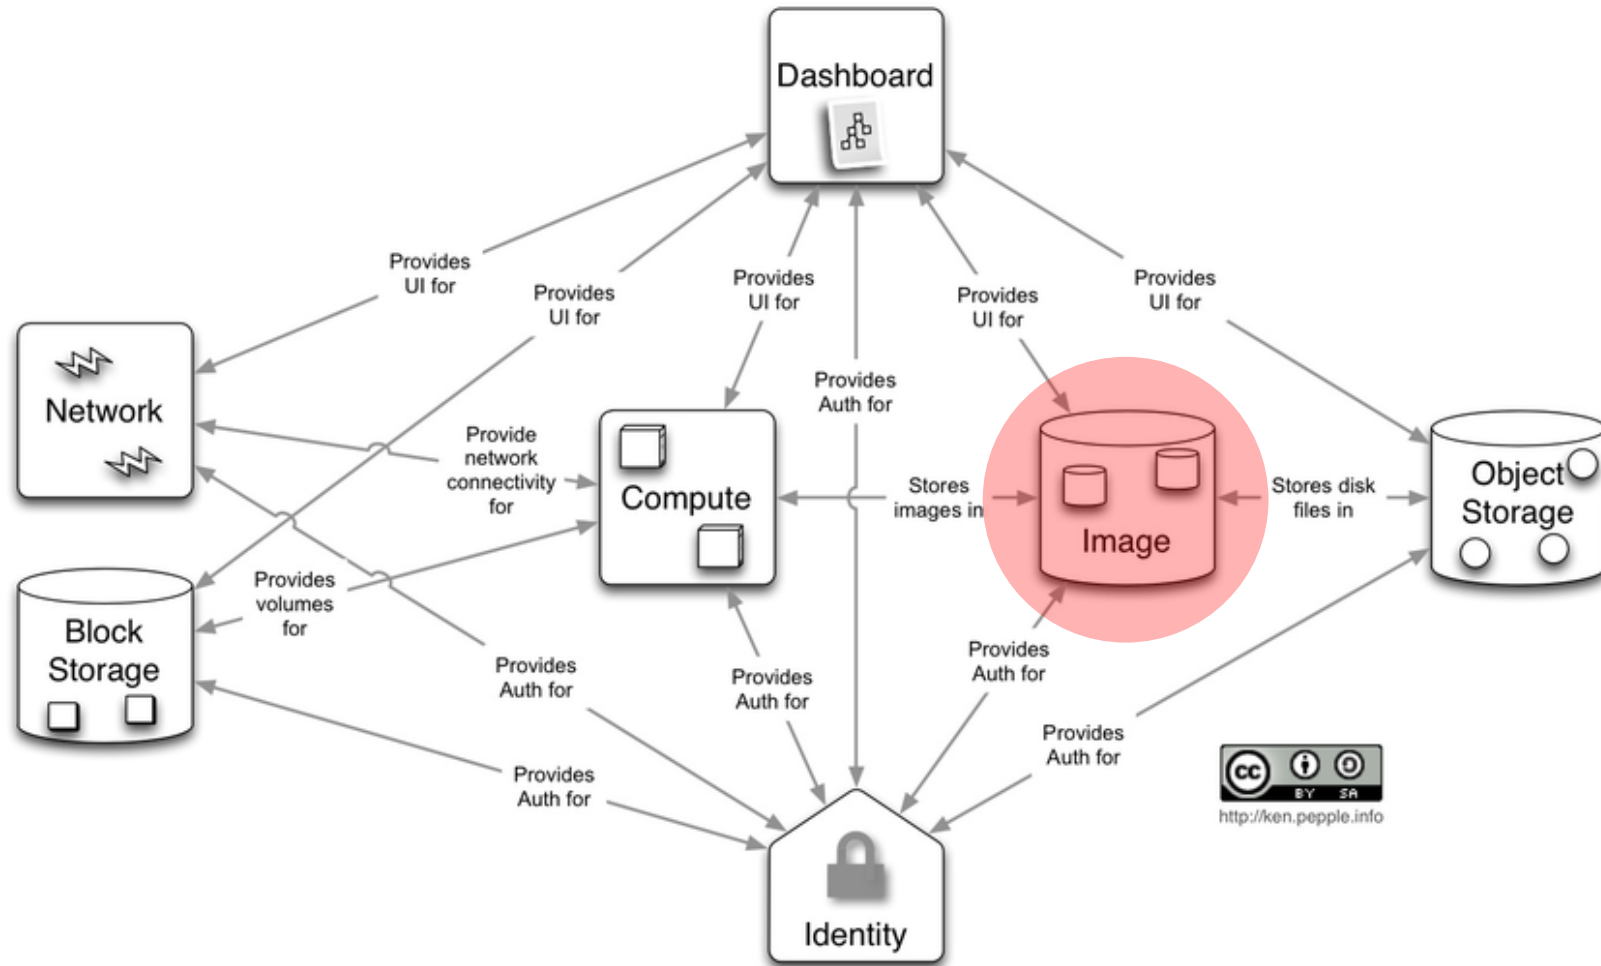 Dashboard
Provides
UI for
Provides
UI for
Provides
UI for
Provides
UI for
Provides
UI for
Network
Provides
Auth for
Provide
network
connectivity
for
Compute
Stores
images in
Image
Stores disk
files in
Object
Storage
Provides
volumes
for
Block
Storage
Provides
Auth for
Provides
Auth for
Provides
Auth for
Provides
Auth for
Provides
Auth for
cc
BY SA
http://ken.pepple.info
Identity